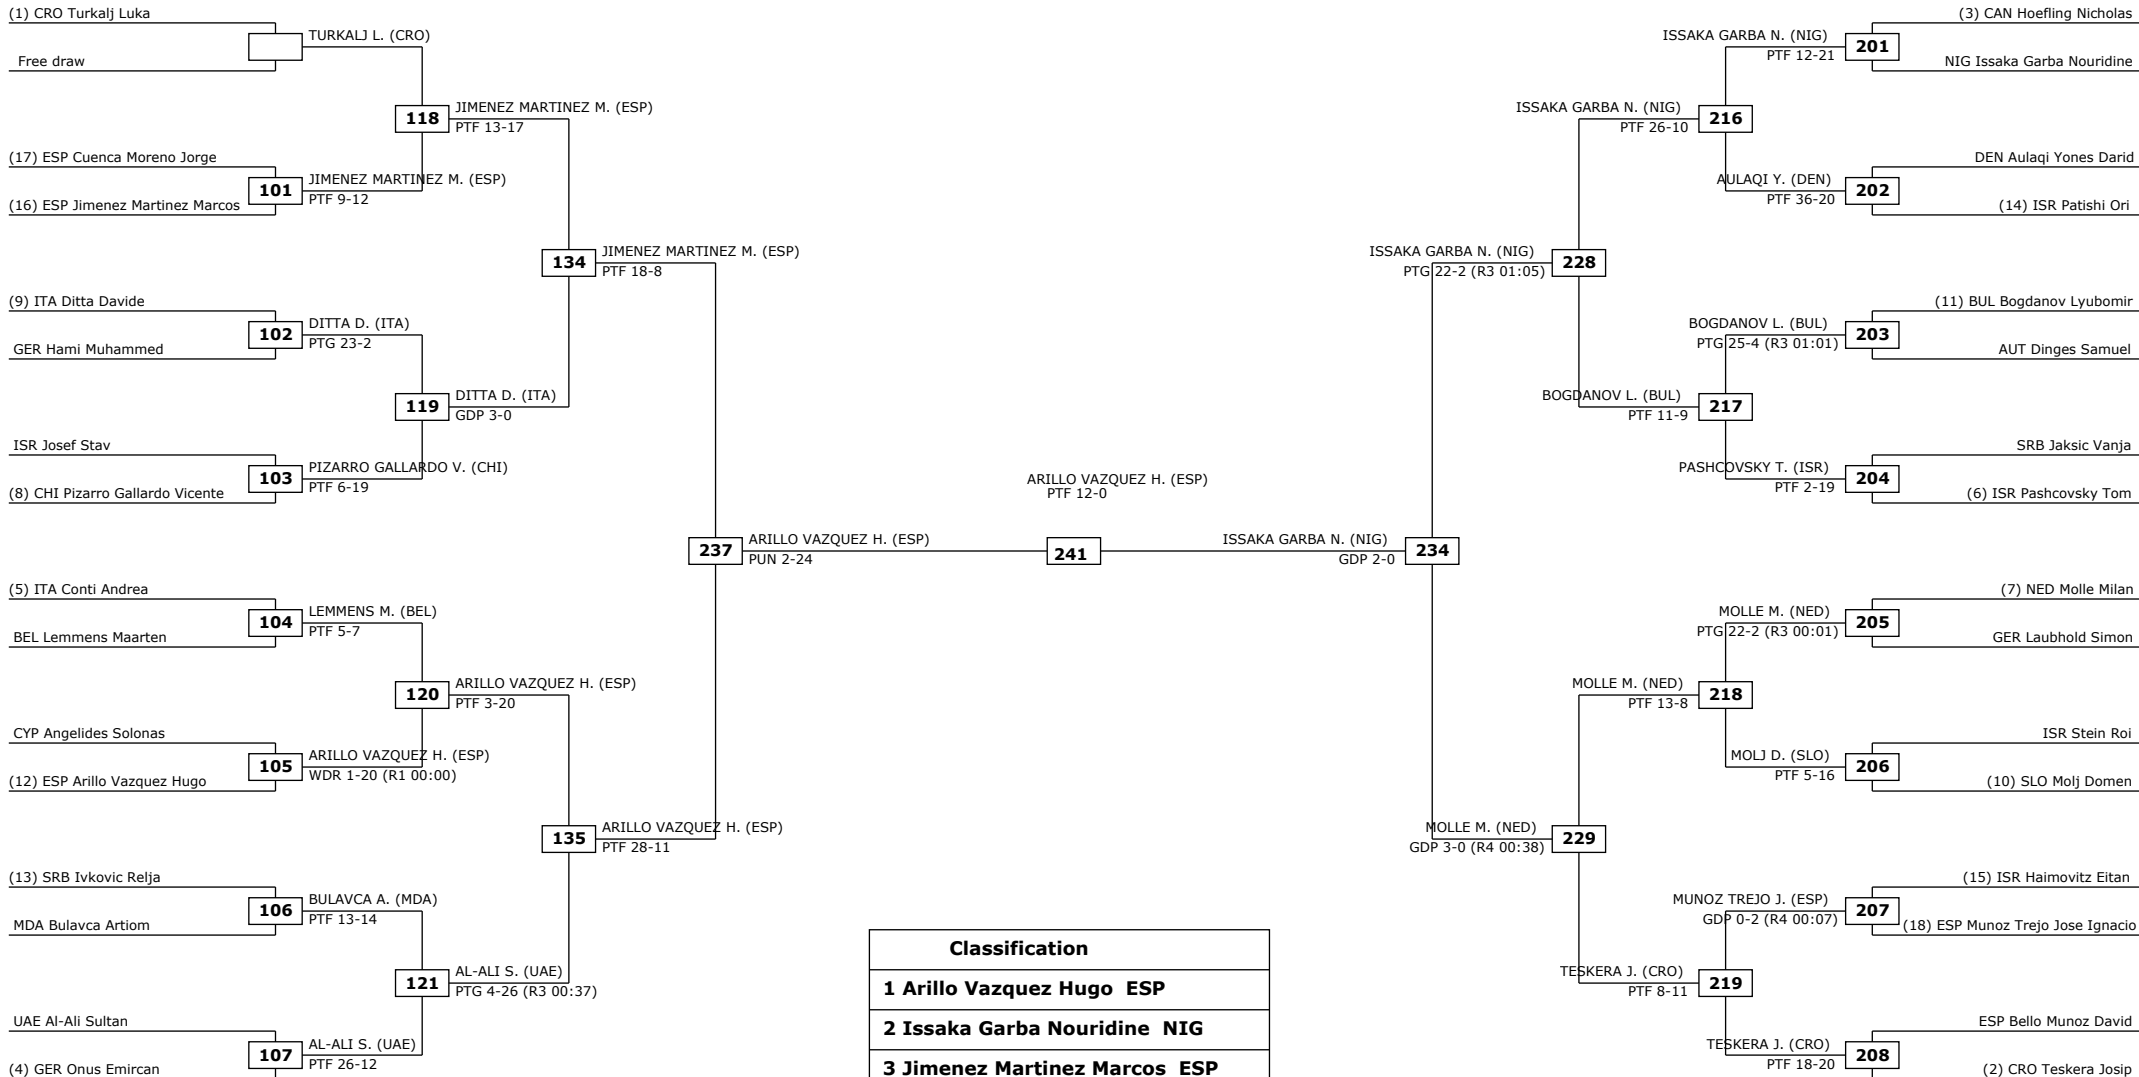 (1) CRO Turkalj Luka
TURKALJ L. (CRO)
Free draw
118
JIMENEZ MARTINEZ M. (ESP)
PTF 13-17
(17) ESP Cuenca Moreno Jorge
101
JIMENEZ MARTINEZ M. (ESP)
PTF 9-12
(16) ESP Jimenez Martinez Marcos
134
JIMENEZ MARTINEZ M. (ESP)
PTF 18-8
(9) ITA Ditta Davide
102
DITTA D. (ITA)
PTG 23-2
GER Hami Muhammed
119
DITTA D. (ITA)
GDP 3-0
ISR Josef Stav
103
PIZARRO GALLARDO V. (CHI)
PTF 6-19
(8) CHI Pizarro Gallardo Vicente
237
ARILLO VAZQUEZ H. (ESP)
PUN 2-24
(5) ITA Conti Andrea
104
LEMMENS M. (BEL)
PTF 5-7
BEL Lemmens Maarten
120
ARILLO VAZQUEZ H. (ESP)
PTF 3-20
CYP Angelides Solonas
105
ARILLO VAZQUEZ H. (ESP)
WDR 1-20 (R1 00:00)
(12) ESP Arillo Vazquez Hugo
135
ARILLO VAZQUEZ H. (ESP)
PTF 28-11
(13) SRB Ivkovic Relja
106
BULAVCA A. (MDA)
PTF 13-14
MDA Bulavca Artiom
121
AL-ALI S. (UAE)
PTG 4-26 (R3 00:37)
UAE Al-Ali Sultan
107
AL-ALI S. (UAE)
PTF 26-12
(4) GER Onus Emircan
ARILLO VAZQUEZ H. (ESP)
PTF 12-0
241
Classification
1 Arillo Vazquez Hugo ESP
2 Issaka Garba Nouridine NIG
3 Jimenez Martinez Marcos ESP
(3) CAN Hoefling Nicholas
ISSAKA GARBA N. (NIG)
PTF 12-21
201
NIG Issaka Garba Nouridine
ISSAKA GARBA N. (NIG)
PTF 26-10
216
DEN Aulaqi Yones Darid
AULAQI Y. (DEN)
PTF 36-20
202
(14) ISR Patishi Ori
ISSAKA GARBA N. (NIG)
PTG 22-2 (R3 01:05)
228
(11) BUL Bogdanov Lyubomir
BOGDANOV L. (BUL)
PTG 25-4 (R3 01:01)
203
AUT Dinges Samuel
BOGDANOV L. (BUL)
PTF 11-9
217
SRB Jaksic Vanja
PASHCOVSKY T. (ISR)
PTF 2-19
204
(6) ISR Pashcovsky Tom
ISSAKA GARBA N. (NIG)
GDP 2-0
234
(7) NED Molle Milan
MOLLE M. (NED)
PTG 22-2 (R3 00:01)
205
GER Laubhold Simon
MOLLE M. (NED)
PTF 13-8
218
ISR Stein Roi
MOLJ D. (SLO)
PTF 5-16
206
(10) SLO Molj Domen
MOLLE M. (NED)
GDP 3-0 (R4 00:38)
229
(15) ISR Haimovitz Eitan
MUNOZ TREJO J. (ESP)
GDP 0-2 (R4 00:07)
207
(18) ESP Munoz Trejo Jose Ignacio
TESKERA J. (CRO)
PTF 8-11
219
ESP Bello Munoz David
TESKERA J. (CRO)
PTF 18-20
208
(2) CRO Teskera Josip